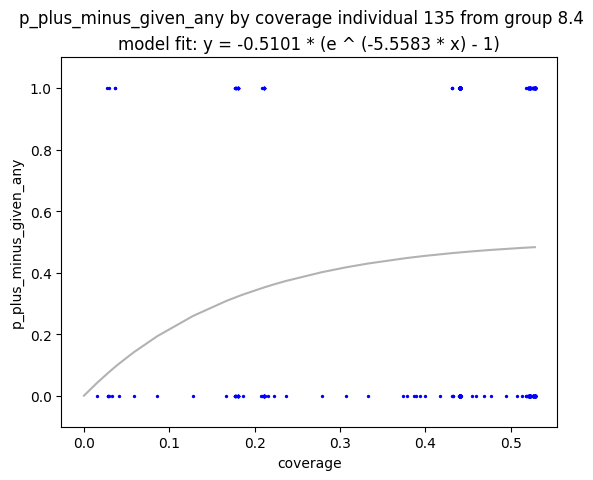 p_plus_minus_given_any by coverage individual 135 from group 8.4
model fit: y = -0.5101 * (e ^ (-5.5583 * x) - 1)
p_plus_minus_given_any
1.0
0.8
0.6
0.4
0.2
0.0
0.0 0.1 0.2 0.3 0.4 0.5
coverage